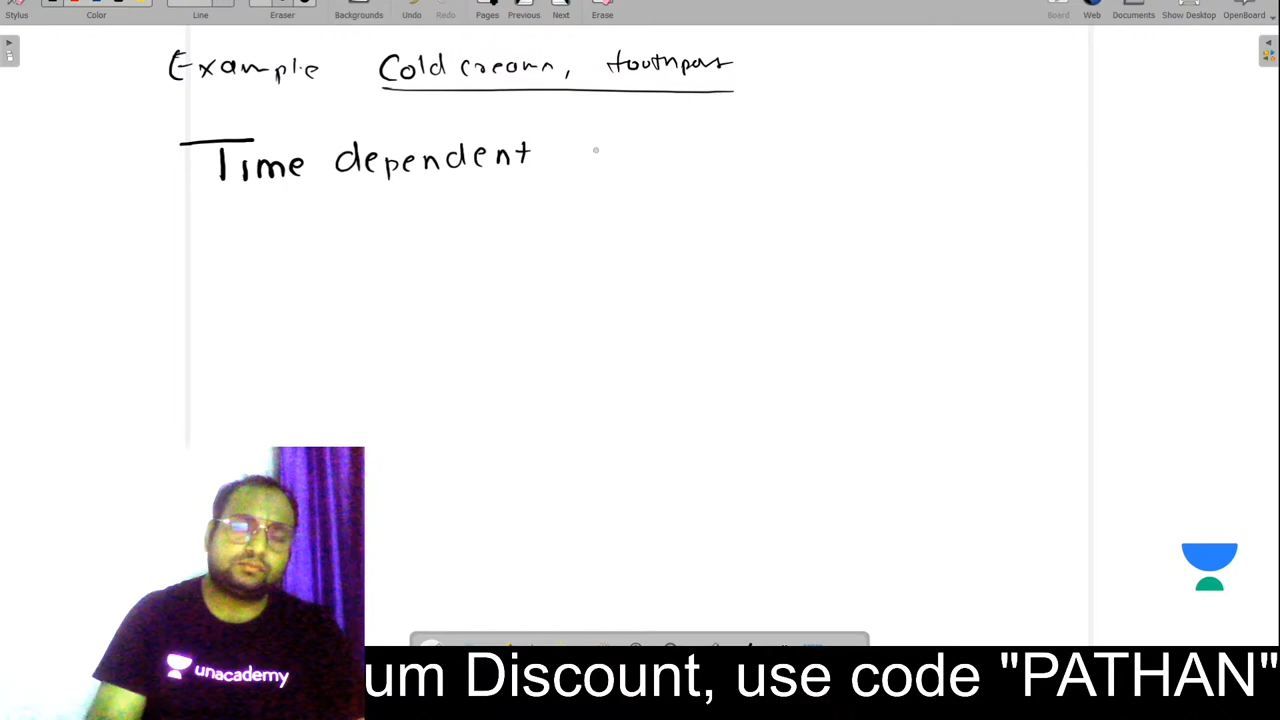 Stylus Color Line Eraser Backgrounds Undo Redo Pages Previous Next Erase Board Web Documents Show Desktop OpenBoard
Example Cold cream, toothpas
Time dependent
unacademy
um Discount, use code "PATHAN"